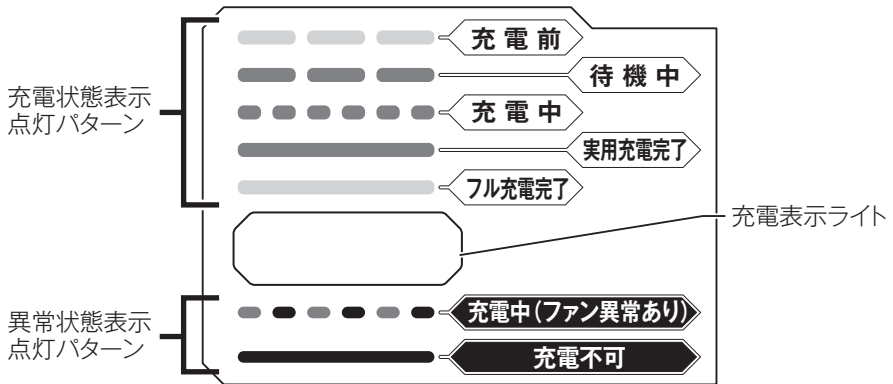 充電前
待機中
充電状態表示
点灯パターン
充電中
実用充電完了
フル充電完了
充電表示ライト
異常状態表示
点灯パターン
充電中(ファン異常あり)
充電不可